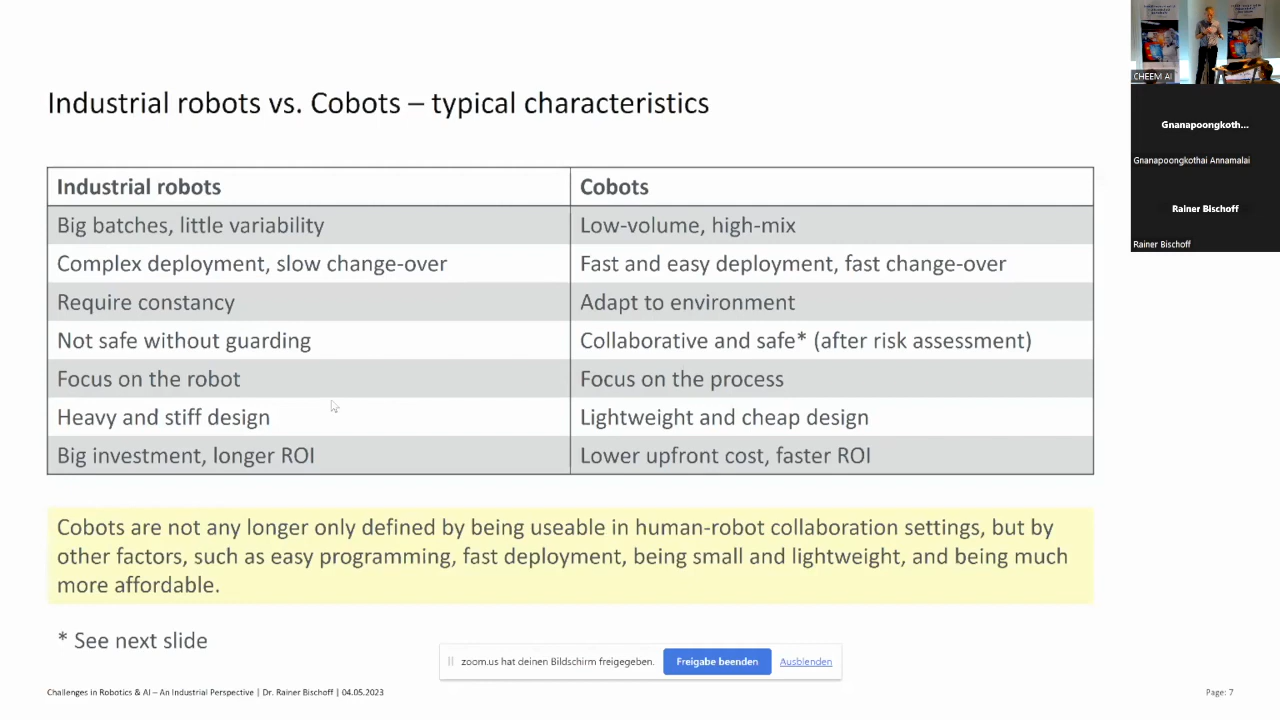 Industrial robots vs. Cobots – typical characteristics
Industrial robots
Cobots
Big batches, little variability
Low-volume, high-mix
Complex deployment, slow change-over
Fast and easy deployment, fast change-over
Require constancy
Adapt to environment
Not safe without guarding
Collaborative and safe* (after risk assessment)
Focus on the robot
Focus on the process
Heavy and stiff design
Lightweight and cheap design
Big investment, longer ROI
Lower upfront cost, faster ROI
Cobots are not any longer only defined by being useable in human-robot collaboration settings, but by
other factors, such as easy programming, fast deployment, being small and lightweight, and being much
more affordable.
* See next slide
zoom.us hat deinen Bildschirm freigegeben.
Freigabe beenden
Ausblenden
Challenges in Robotics & AI – An Industrial Perspective | Dr. Rainer Bischoff | 04.05.2023
Page: 7
CHEEM AI
Gnanapoongkoth...
Gnanapoongkothai Annamalai
Rainer Bischoff
Rainer Bischoff